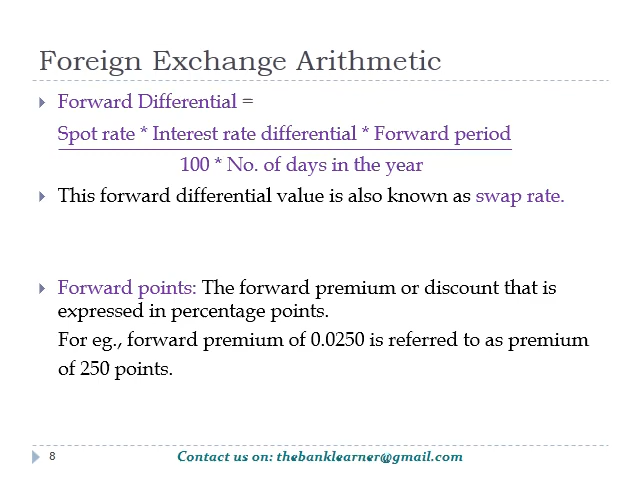 Foreign Exchange Arithmetic
Forward Differential =
Spot rate * Interest rate differential * Forward period
100 * No. of days in the year
This forward differential value is also known as swap rate.
Forward points: The forward premium or discount that is
expressed in percentage points.
For eg., forward premium of 0.0250 is referred to as premium
of 250 points.
8
Contact us on: thebanklearner@gmail.com